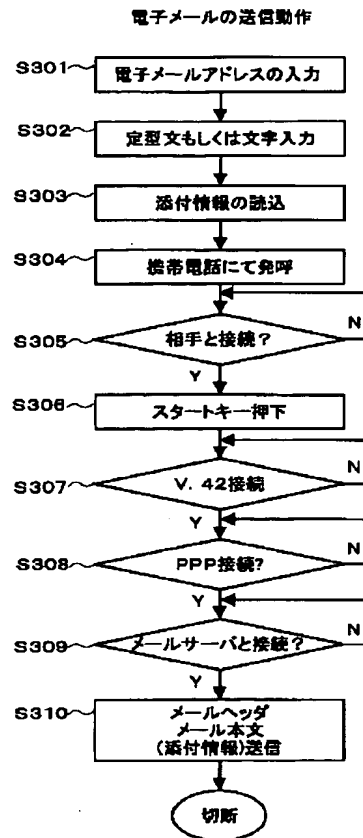 電子メールの送信動作
S301
電子メールアドレスの入力
S302
定型文もしくは文字入力
S303
添付情報の読込
S304
携帯電話にて発呼
S305
相手と接続?
N
Y
S306
スタートキー押下
S307
V. 42接続
N
Y
S308
PPP接続?
N
Y
S309
メールサーバと接続?
N
Y
S310
メールヘッダ
メール本文
(添付情報)送信
切断